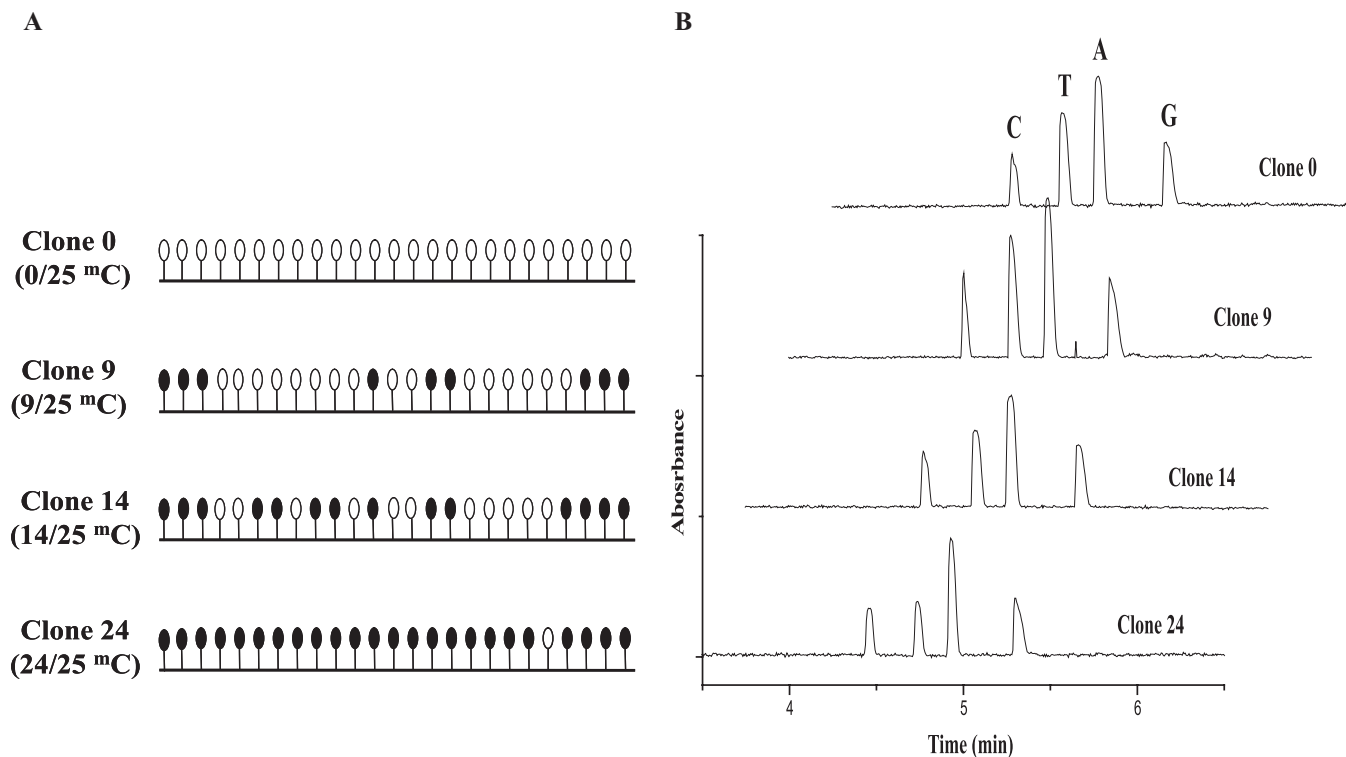 A
Clone 0
(0/25 ᵐC)
Clone 9
(9/25 ᵐC)
Clone 14
(14/25 ᵐC)
Clone 24
(24/25 ᵐC)
B
C
T
A
G
Clone 0
Clone 9
Clone 14
Clone 24
Abosrbance
4
5
6
Time (min)